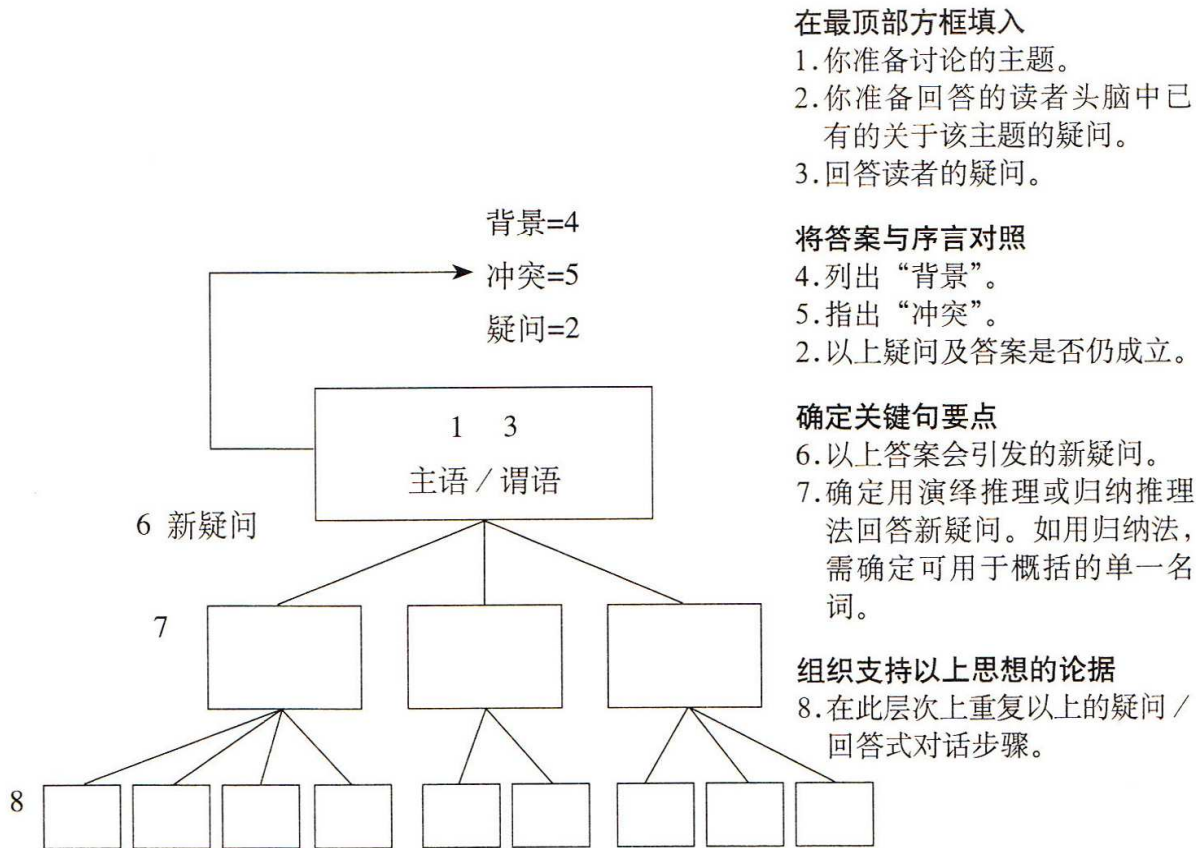 在最顶部方框填入
1.你准备讨论的主题。
2.你准备回答的读者头脑中已
有的关于该主题的疑问。
3.回答读者的疑问。
将答案与序言对照
4.列出“背景”。
5.指出“冲突”。
2.以上疑问及答案是否仍成立。
确定关键句要点
6.以上答案会引发的新疑问。
7.确定用演绎推理或归纳推理
法回答新疑问。如用归纳法，
需确定可用于概括的单一名
词。
组织支持以上思想的论据
8.在此层次上重复以上的疑问／
回答式对话步骤。
背景=4
冲突=5
疑问=2
1 3
主语／谓语
6 新疑问
7
8